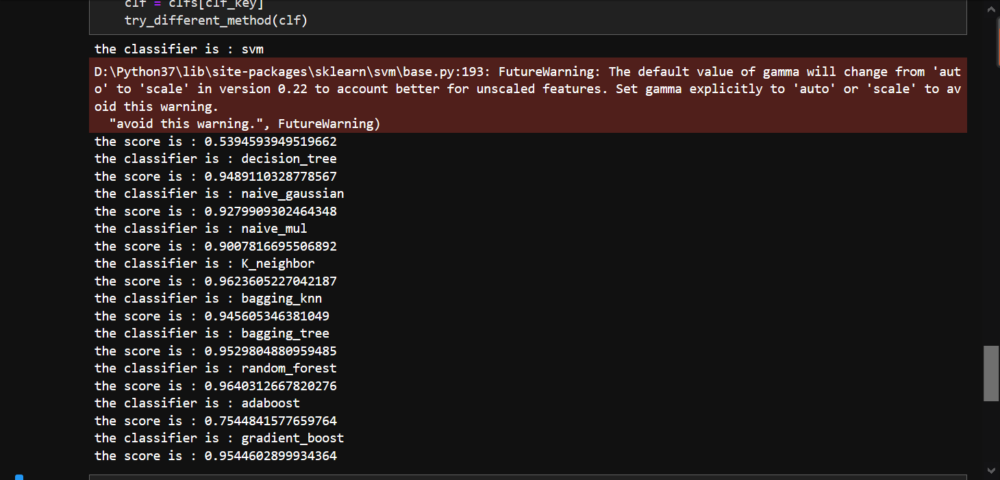 clf = clfs[clf_key]
try_different_method(clf)
the classifier is : svm
D:\Python37\lib\site-packages\sklearn\svm\base.py:193: FutureWarning: The default value of gamma will change from 'aut
o' to 'scale' in version 0.22 to account better for unscaled features. Set gamma explicitly to 'auto' or 'scale' to av
oid this warning.
  "avoid this warning.", FutureWarning)
the score is : 0.5394593949519662
the classifier is : decision_tree
the score is : 0.9489110328778567
the classifier is : naive_gaussian
the score is : 0.9279909302464348
the classifier is : naive_mul
the score is : 0.9007816695506892
the classifier is : K_neighbor
the score is : 0.9623605227042187
the classifier is : bagging_knn
the score is : 0.945605346381049
the classifier is : bagging_tree
the score is : 0.9529804880959485
the classifier is : random_forest
the score is : 0.9640312667820276
the classifier is : adaboost
the score is : 0.7544841577659764
the classifier is : gradient_boost
the score is : 0.9544602899934364